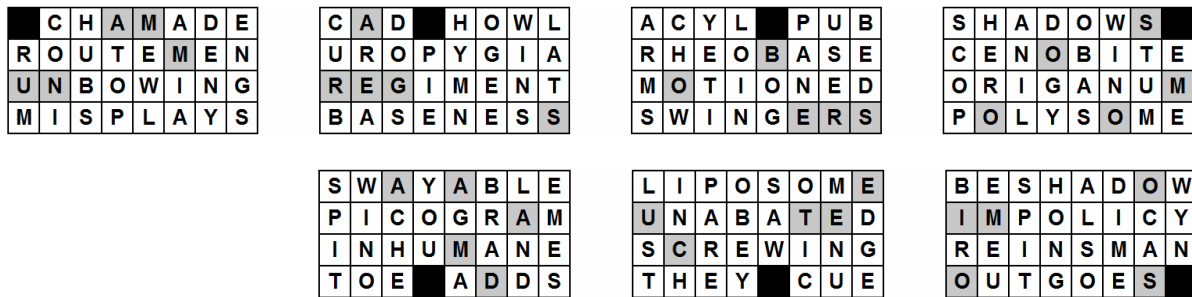 CHAMADE
ROUTEMEN
UNBOWING
MISPLAYS
CAD HOWL
UROPYGIA
REGIMENT
BASENESS
ACYL PUB
RHEOBASE
MOTIONED
SWINGERS
SHADOWS
CENOBITE
ORIGANUM
POLYSOME
SWAYABLE
PICOGRAM
INHUMANE
TOE ADDS
LIPOSOME
UNABATED
SCREWING
THEY CUE
BESHADOW
IMPOLICY
REINSMAN
OUTGOES